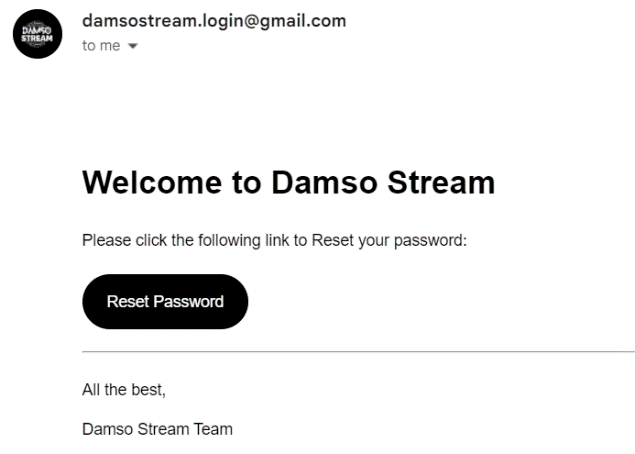 DAMSO
STREAM
damsostream.login@gmail.com
to me
Welcome to Damso Stream
Please click the following link to Reset your password:
Reset Password
All the best,
Damso Stream Team